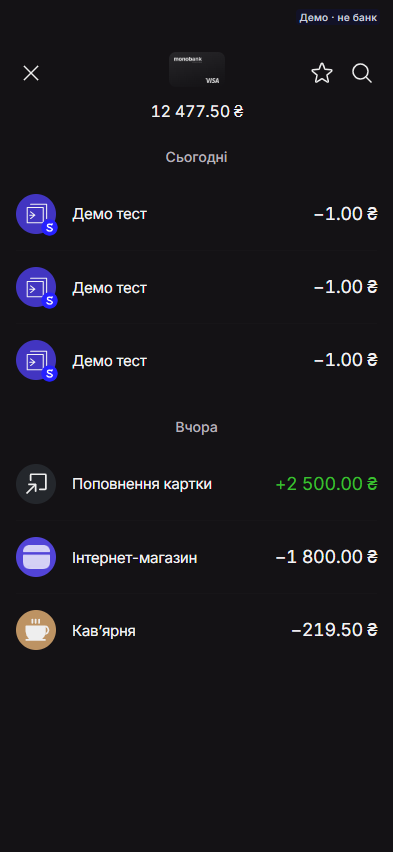 Демо · не банк
monobank
VISA
12 477.50 ₴
Сьогодні
Демо тест
−1.00 ₴
S
Демо тест
−1.00 ₴
S
Демо тест
−1.00 ₴
S
Вчора
Поповнення картки
+2 500.00 ₴
Інтернет-магазин
−1 800.00 ₴
Кав’ярня
−219.50 ₴